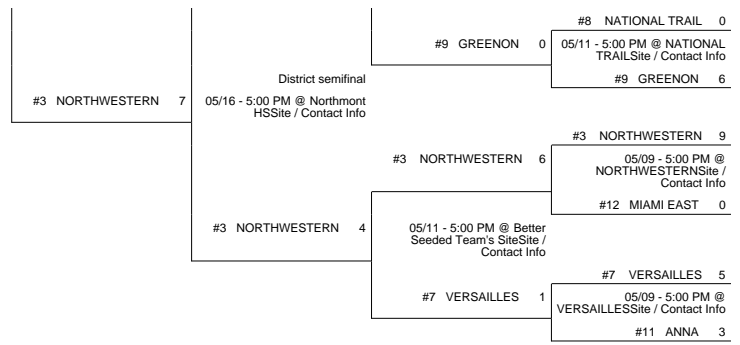 #8 NATIONAL TRAIL 0
#9 GREENON 0
05/11 - 5:00 PM @ NATIONAL
TRAILSite / Contact Info
#9 GREENON 6
District semifinal
#3 NORTHWESTERN 7
05/16 - 5:00 PM @ Northmont
HSSite / Contact Info
#3 NORTHWESTERN 9
#3 NORTHWESTERN 6
05/09 - 5:00 PM @
NORTHWESTERNSite /
Contact Info
#12 MIAMI EAST 0
#3 NORTHWESTERN 4
05/11 - 5:00 PM @ Better
Seeded Team's SiteSite /
Contact Info
#7 VERSAILLES 5
#7 VERSAILLES 1
05/09 - 5:00 PM @
VERSAILLESSite / Contact Info
#11 ANNA 3